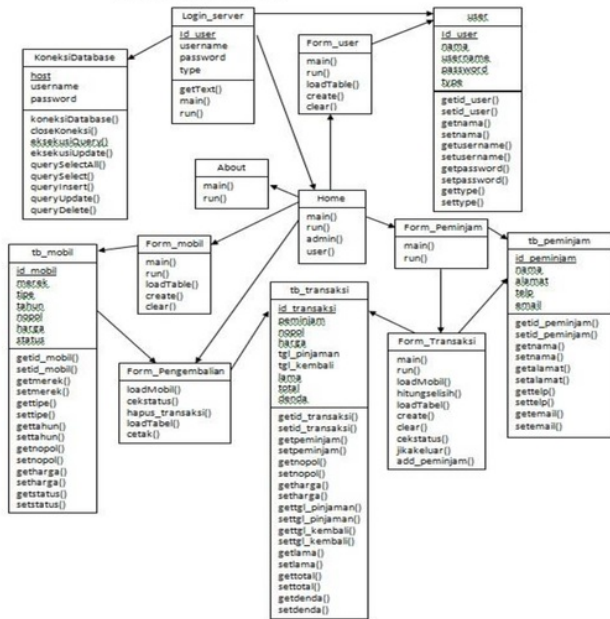 Login_server
id_user
username
password
type
getText()
main()
run()
KoneksiDatabase
host
username
password
koneksiDatabase()
closeKoneksi()
eksekusiQuery()
eksekusiUpdate()
querySelectAll()
querySelect()
queryInsert()
queryUpdate()
queryDelete()
Form_user
main()
run()
loadTable()
create()
clear()
user
id_user
nama
username
password
type
getid_user()
setid_user()
getnama()
setnama()
getusername()
setusername()
getpassword()
setpassword()
gettype()
settype()
About
main()
run()
Home
main()
run()
admin()
user()
Form_mobil
main()
run()
loadTable()
create()
clear()
Form_Peminjam
main()
run()
tb_mobil
id_mobil
merek
tipe
tahun
nopol
harga
status
getid_mobil()
setid_mobil()
getmerek()
setmerek()
gettipe()
settipe()
gettahun()
settahun()
getnopol()
setnopol()
getharga()
setharga()
getstatus()
setstatus()
Form_Pengembalian
loadMobil()
cekstatus()
hapus_transaksi()
loadTabel()
cetak()
tb_transaksi
id_transaksi
peminjam
nopol
harga
tgl_pinjaman
tgl_kembali
lama
total
denda
getid_transaksi()
setid_transaksi()
getpeminjam()
setpeminjam()
getnopol()
setnopol()
getharga()
setharga()
gettgl_pinjaman()
settgl_pinjaman()
gettgl_kembali()
settgl_kembali()
getlama()
setlama()
gettotal()
settotal()
getdenda()
setdenda()
Form_Transaksi
main()
run()
loadMobil()
hitungselisih()
loadTabel()
create()
clear()
cekstatus()
jikakeluar()
add_peminjam()
tb_peminjam
id_peminjam
nama
alamat
telp
email
getid_peminjam()
setid_peminjam()
getnama()
setnama()
getalamat()
setalamat()
gettelp()
settelp()
getemail()
setemail()